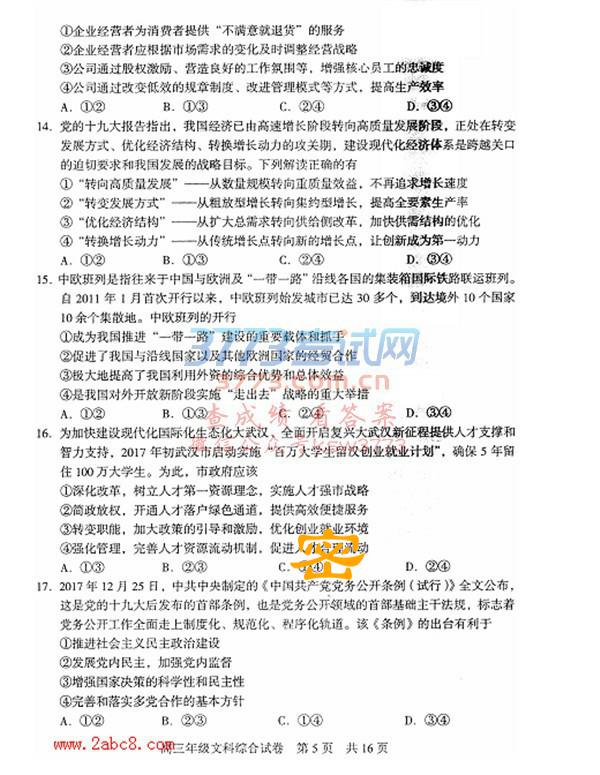 ①企业经营者为消费者提供“不满意就退货”的服务
②企业经营者应根据市场需求的变化及时调整经营战略
③公司通过股权激励、营造良好的工作氛围等，增强核心员工的忠诚度
④公司通过改变低效的规章制度、改进管理模式等方式，提高生产效率
A. ①② B. ①③ C. ②④ D. ③④
14. 党的十九大报告指出，我国经济已由高速增长阶段转向高质量发展阶段，正处在转变
发展方式、优化经济结构、转换增长动力的攻关期，建设现代化经济体系是跨越关口
的迫切要求和我国发展的战略目标。下列解读正确的有
①“转向高质量发展”——从数量规模转向重质量效益，不再追求增长速度
②“转变发展方式”——从粗放型增长转向集约型增长，提高全要素生产率
③“优化经济结构”——从扩大总需求转向供给侧改革，加快供需结构的优化
④“转换增长动力”——从传统增长点转向新的增长点，让创新成为第一动力
A. ①② B. ①③ C. ②④ D. ③④
15. 中欧班列是指往来于中国与欧洲及“一带一路”沿线各国的集装箱国际铁路联运班列。
自 2011 年 1 月首次开行以来，中欧班列始发城市已达 30 多个，到达境外 10 个国家
10 余个集散地。中欧班列的开行
①成为我国推进“一带一路”建设的重要载体和抓手
②促进了我国与沿线国家以及其他欧洲国家的经贸合作
③极大地提高了我国利用外资的综合优势和总体效益
④是我国对外开放新阶段实施“走出去”战略的重大举措
A. ①② B. ①③ C. ②④ D. ③④
3773考试网
3773.com.cn
查成绩看答案
16. 为加快建设现代化国际化生态化大武汉，全面开启复兴大武汉新征程提供人才支撑和
智力支持，2017 年初武汉市启动实施“百万大学生留汉创业就业计划”，确保 5 年留
住 100 万大学生。为此，市政府应该
①深化改革，树立人才第一资源理念，实施人才强市战略
②简政放权，开通人才落户绿色通道，提供高效便捷服务
③转变职能，加大政策的引导和激励，优化创业就业环境
④强化管理，完善人才资源流动机制，促进人才合理流动
A. ①② B. ①③ C. ③④ D. ②④
密
17. 2017 年 12 月 25 日，中共中央制定的《中国共产党党务公开条例（试行）》全文公布，
这是党的十九大后发布的首部条例，也是党务公开领域的首部基础主干法规，标志着
党务公开工作全面走上制度化、规范化、程序化轨道。该《条例》的出台有利于
①推进社会主义民主政治建设
②发展党内民主，加强党内监督
③增强国家决策的科学性和民主性
④完善和落实多党合作的基本方针
A. ①② B. ②③ C. ①④ D. ③④
www.2abc8.com
高三年级文科综合试卷 第 5 页 共 16 页